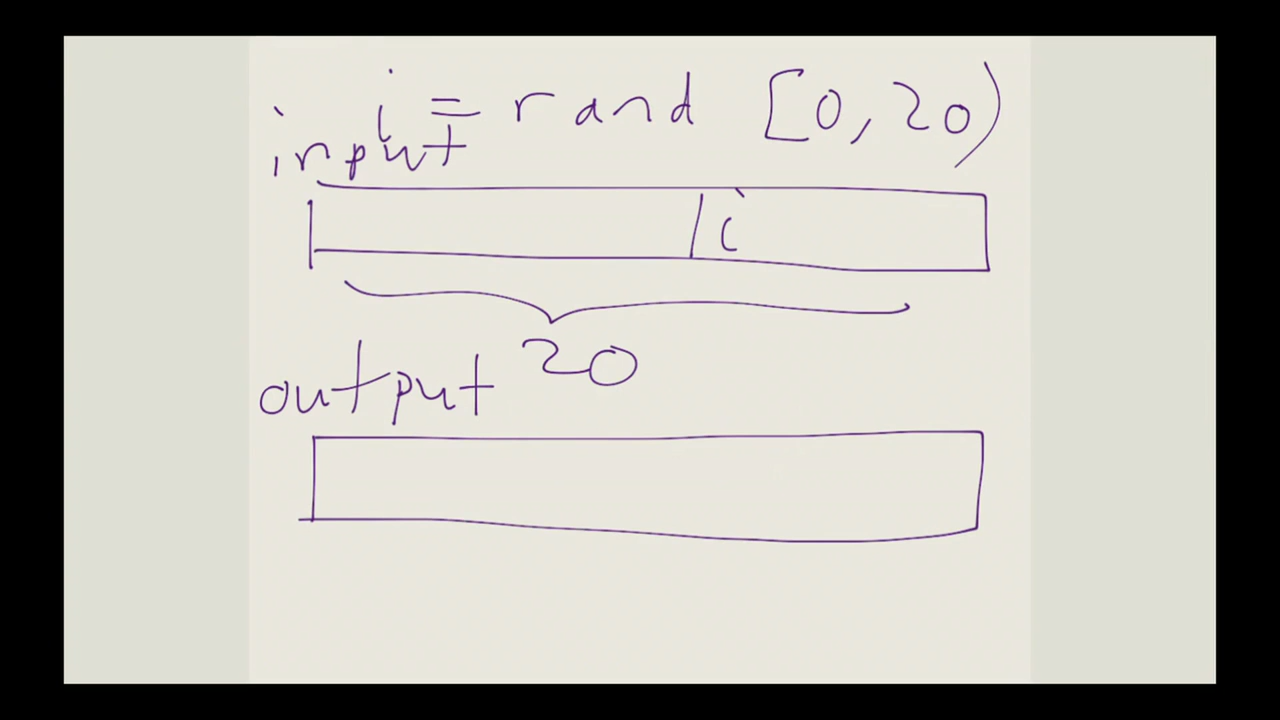 i = rand [0, 20)
input
i
20
output